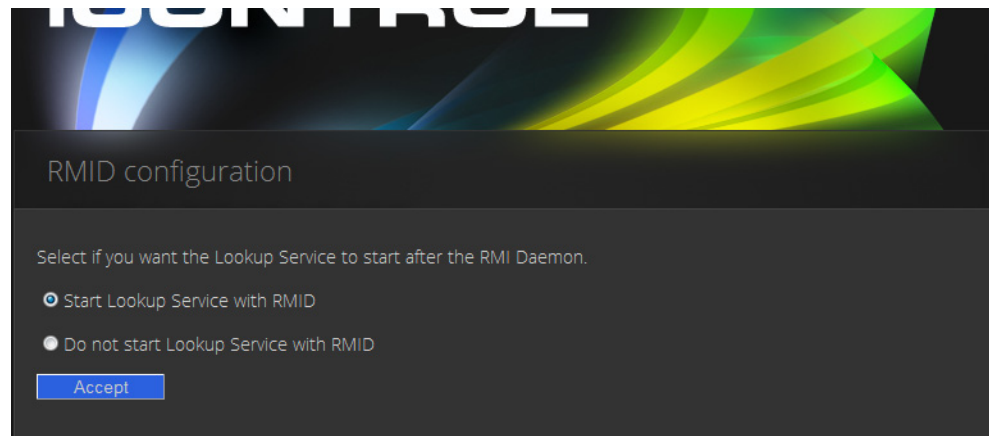 iCONTROL
RMID configuration
Select if you want the Lookup Service to start after the RMI Daemon.
Start Lookup Service with RMID
Do not start Lookup Service with RMID
Accept